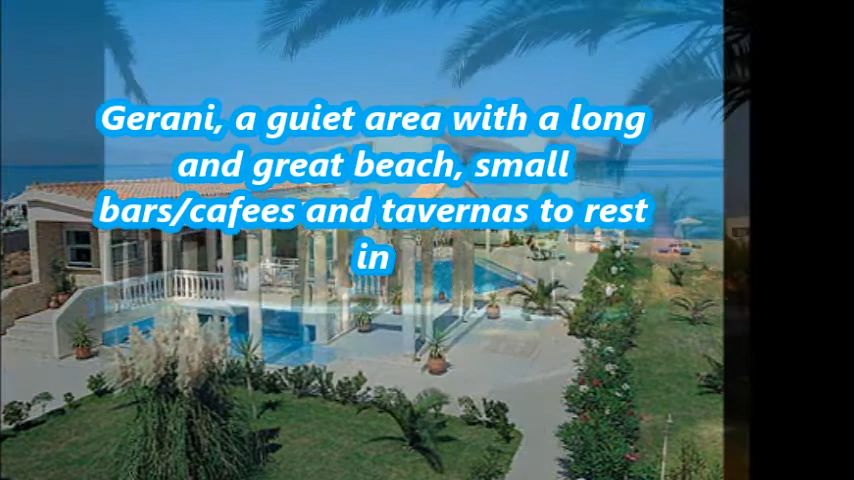 Gerani, a guiet area with a long
and great beach, small
bars/cafees and tavernas to rest
in